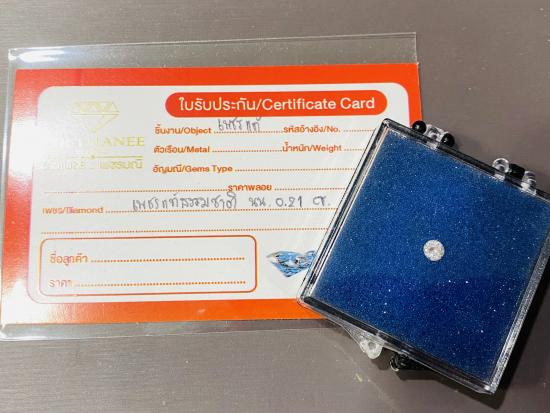 ใบรับประกัน/Certificate Card
ชิ้นงาน/Object เพชรแท้ รหัสอ้างอิง/No.
ตัวเรือน/Metal น้ำหนัก/Weight
อัญมณี/Gems Type
ราคาพลอย
เพชร/Diamond เพชรแท้ธรรมชาติ นน. 0.21 ct.
ชื่อลูกค้า
ราคา